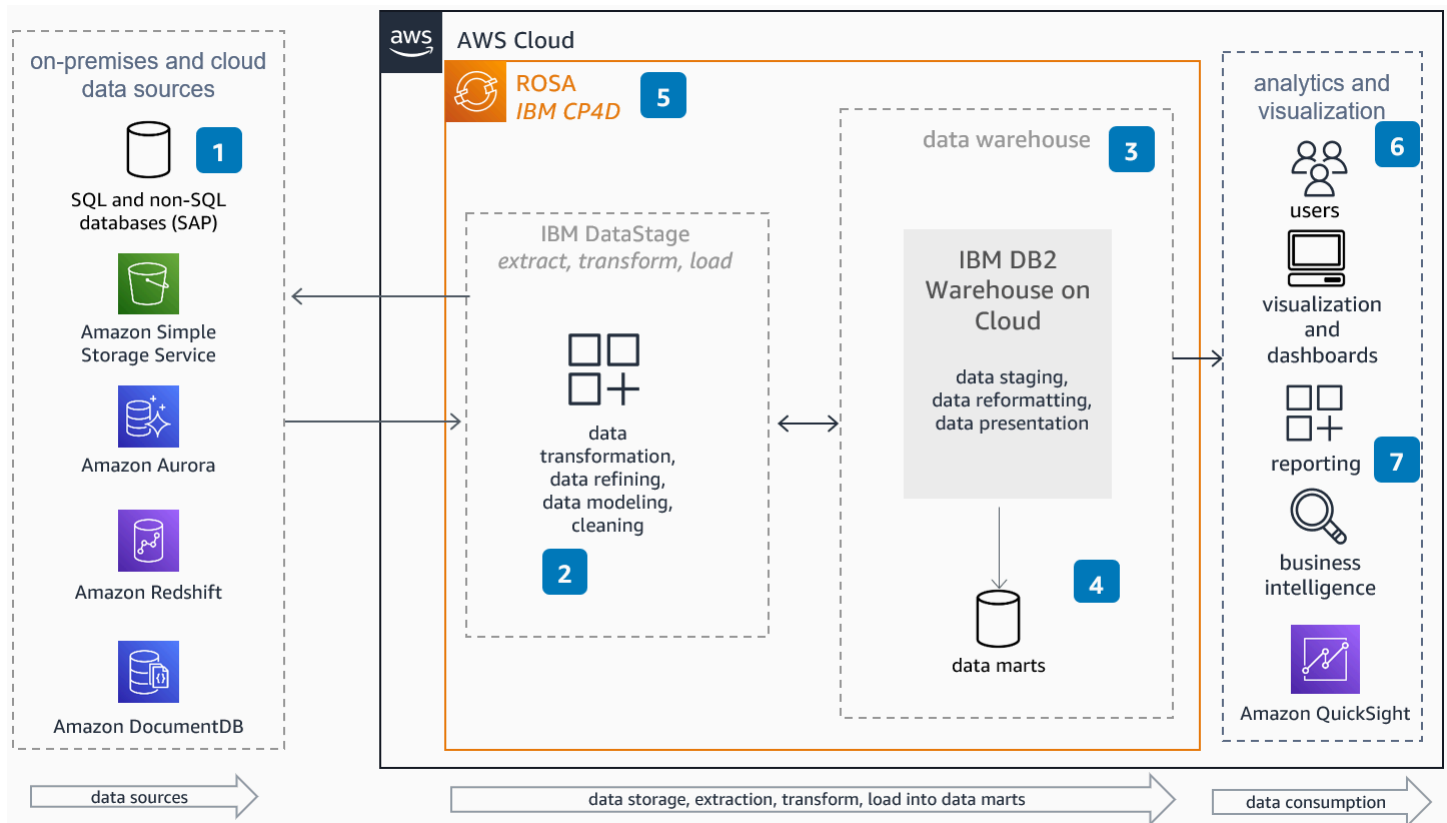 on-premises and cloud
data sources
1
SQL and non-SQL
databases (SAP)
Amazon Simple
Storage Service
Amazon Aurora
Amazon Redshift
Amazon DocumentDB
data sources
aws
AWS Cloud
ROSA
IBM CP4D
5
IBM DataStage
extract, transform, load
data
transformation,
data refining,
data modeling,
cleaning
2
data warehouse
3
IBM DB2
Warehouse on
Cloud
data staging,
data reformatting,
data presentation
4
data marts
data storage, extraction, transform, load into data marts
analytics and
visualization
6
users
visualization
and
dashboards
reporting
7
business
intelligence
Amazon QuickSight
data consumption